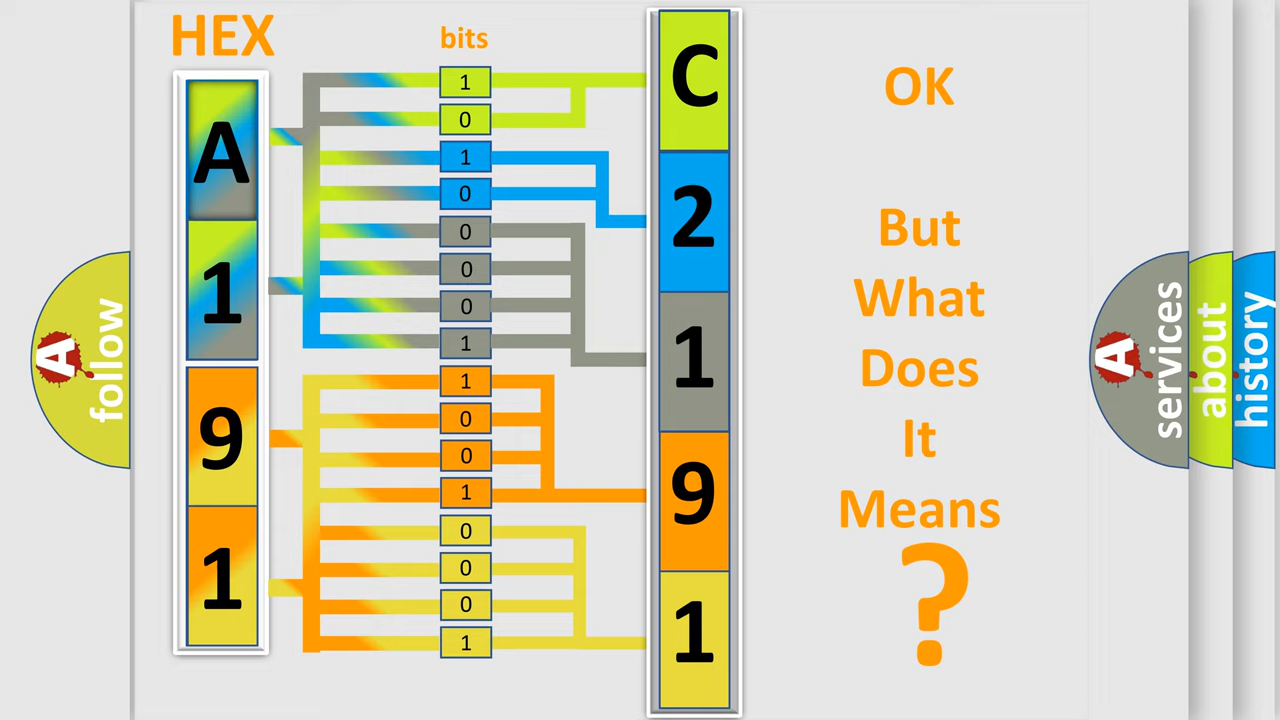 HEX
bits
A
1
9
1
1
0
1
0
0
0
0
1
1
0
0
1
0
0
0
1
C
2
1
9
1
OK
But
What
Does
It
Means
?
A follow
A services
about
history